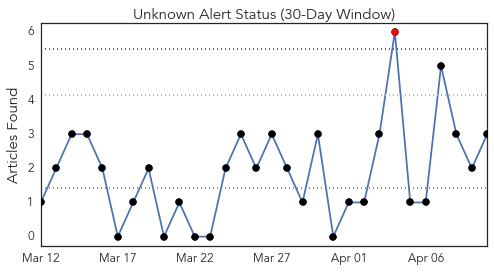 Unknown Alert Status (30-Day Window)
Articles Found
6
5
4
3
2
1
0
Mar 12 Mar 17 Mar 22 Mar 27 Apr 01 Apr 06